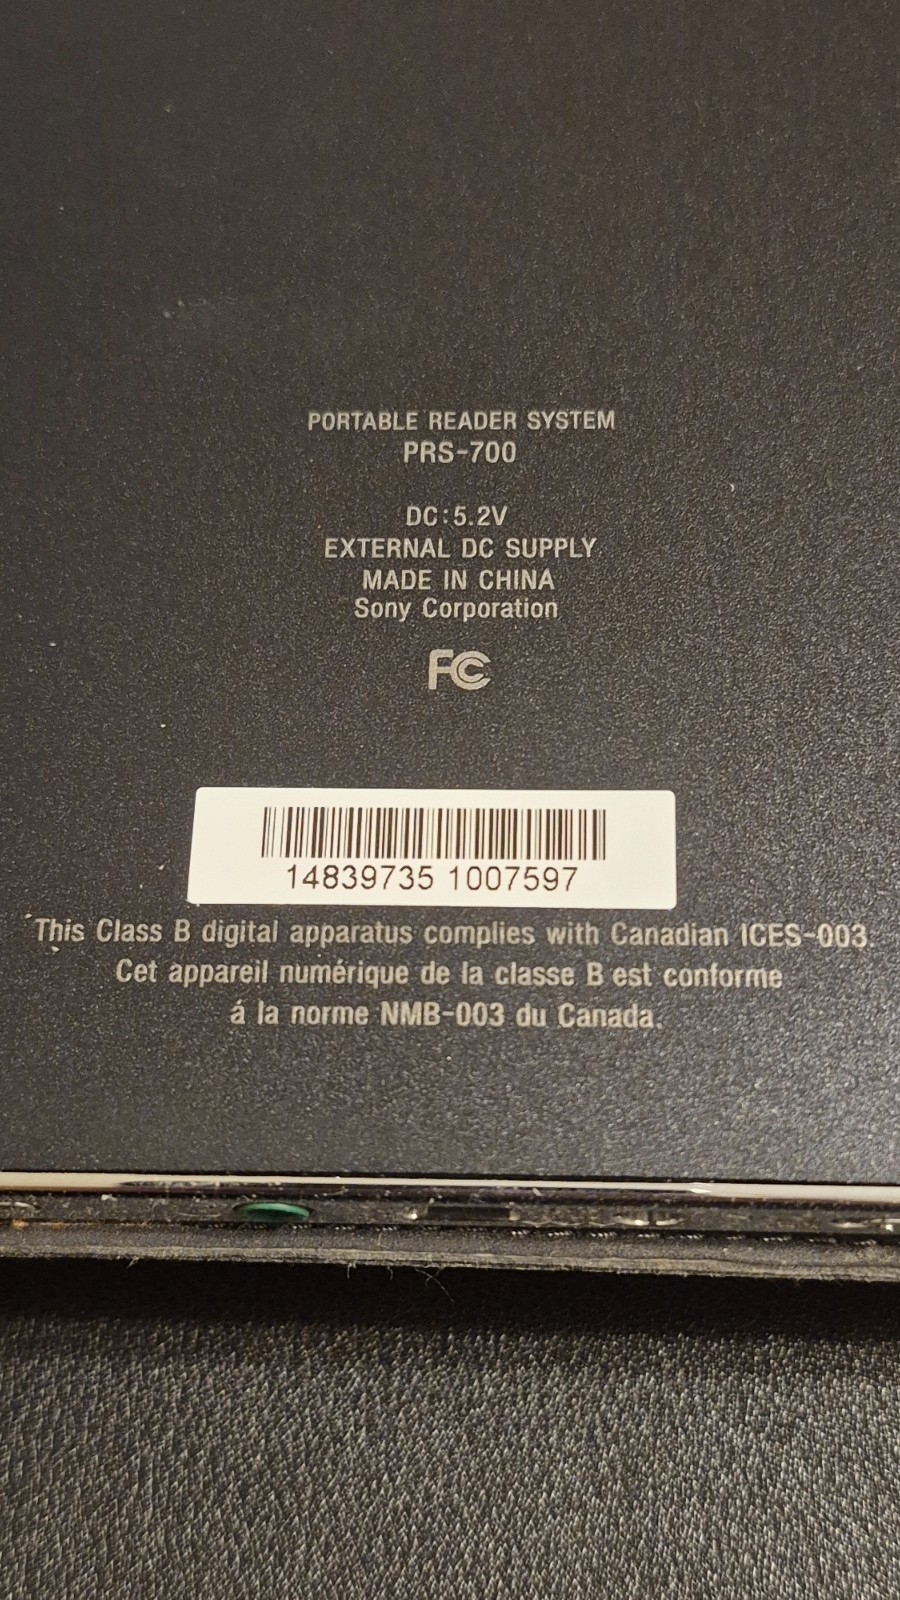 PORTABLE READER SYSTEM
PRS-700
DC:5.2V
EXTERNAL DC SUPPLY
MADE IN CHINA
Sony Corporation
FC
14839735 1007597
This Class B digital apparatus complies with Canadian ICES-003.
Cet appareil numérique de la classe B est conforme
á la norme NMB-003 du Canada.